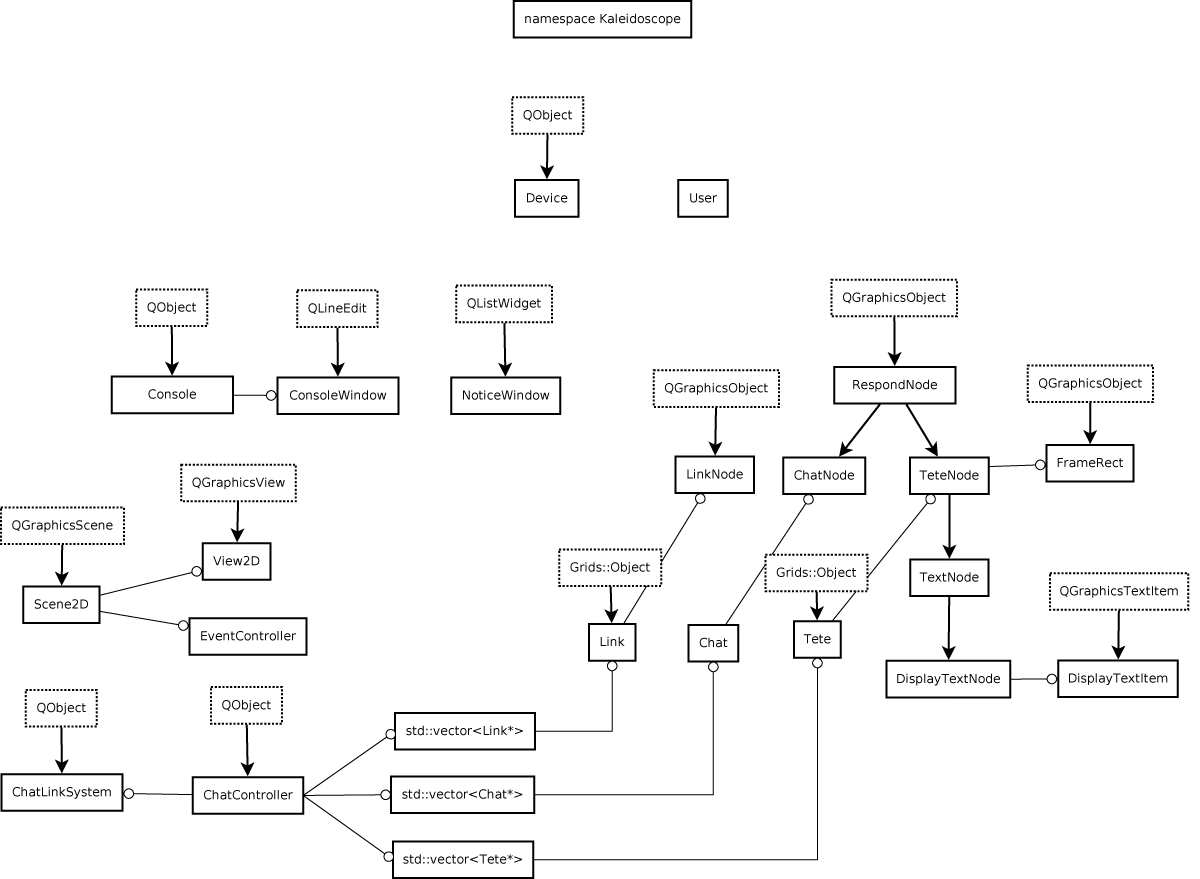 namespace Kaleidoscope
QObject
Device
User
QObject
QLineEdit
QListWidget
QGraphicsObject
Console
ConsoleWindow
NoticeWindow
QGraphicsObject
RespondNode
QGraphicsObject
LinkNode
ChatNode
TeteNode
FrameRect
QGraphicsView
QGraphicsScene
View2D
Scene2D
EventController
Grids::Object
Grids::Object
TextNode
QGraphicsTextItem
Link
Chat
Tete
DisplayTextNode
DisplayTextItem
QObject
QObject
std::vector<Link*>
ChatLinkSystem
ChatController
std::vector<Chat*>
std::vector<Tete*>